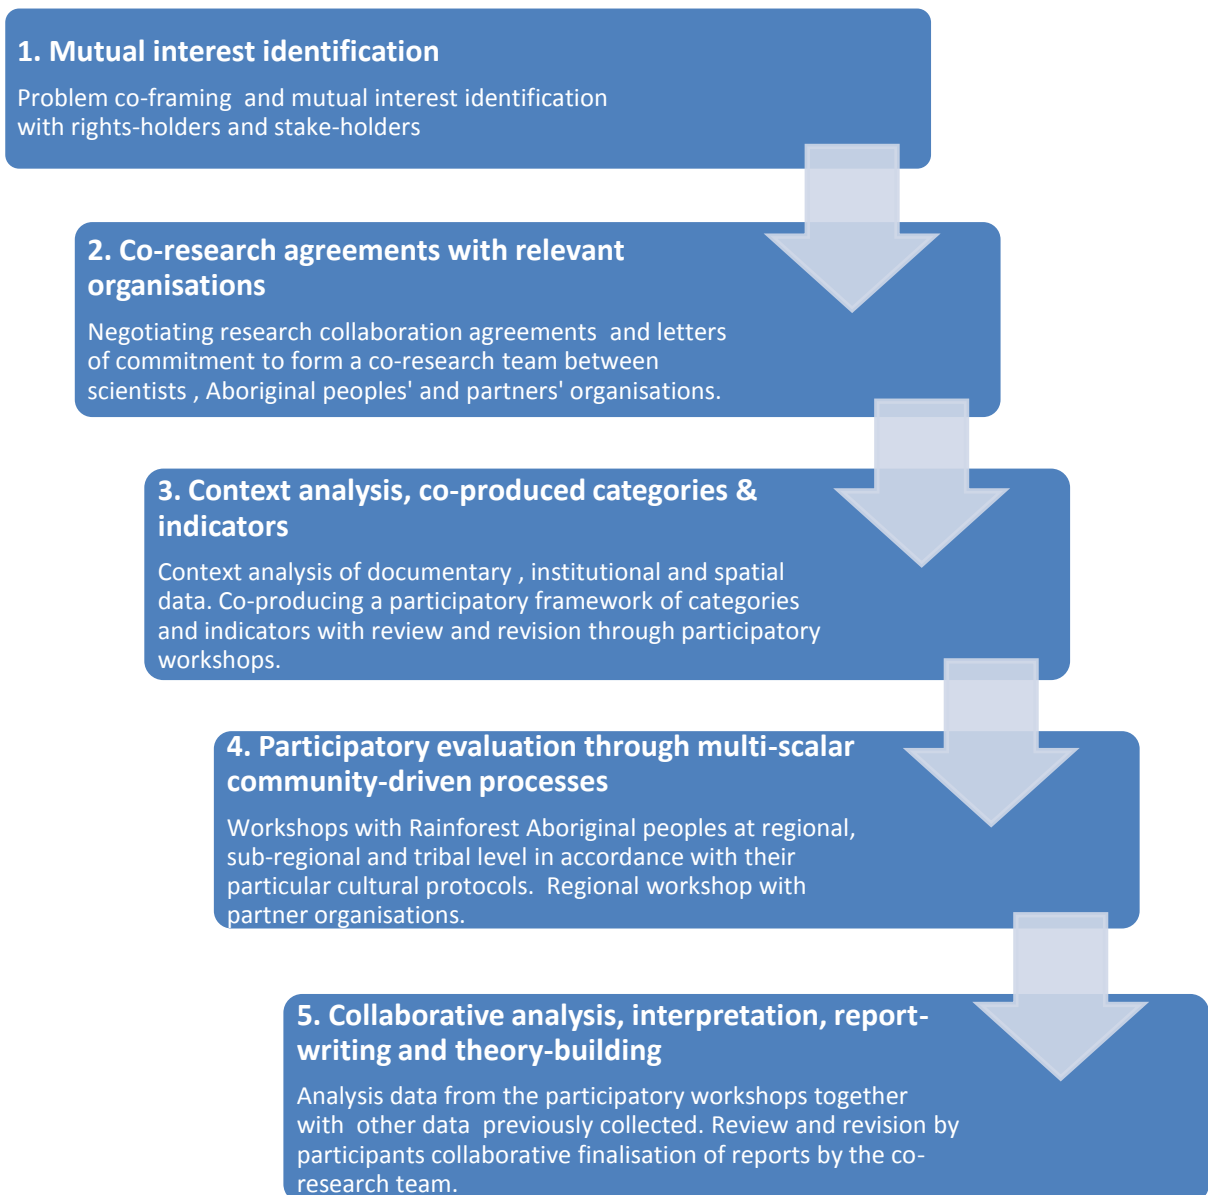 1. Mutual interest identification
Problem co-framing and mutual interest identification
with rights-holders and stake-holders
2. Co-research agreements with relevant
organisations
Negotiating research collaboration agreements and letters
of commitment to form a co-research team between
scientists , Aboriginal peoples' and partners' organisations.
3. Context analysis, co-produced categories &
indicators
Context analysis of documentary , institutional and spatial
data. Co-producing a participatory framework of categories
and indicators with review and revision through participatory
workshops.
4. Participatory evaluation through multi-scalar
community-driven processes
Workshops with Rainforest Aboriginal peoples at regional,
sub-regional and tribal level in accordance with their
particular cultural protocols. Regional workshop with
partner organisations.
5. Collaborative analysis, interpretation, report-
writing and theory-building
Analysis data from the participatory workshops together
with other data previously collected. Review and revision by
participants collaborative finalisation of reports by the co-
research team.